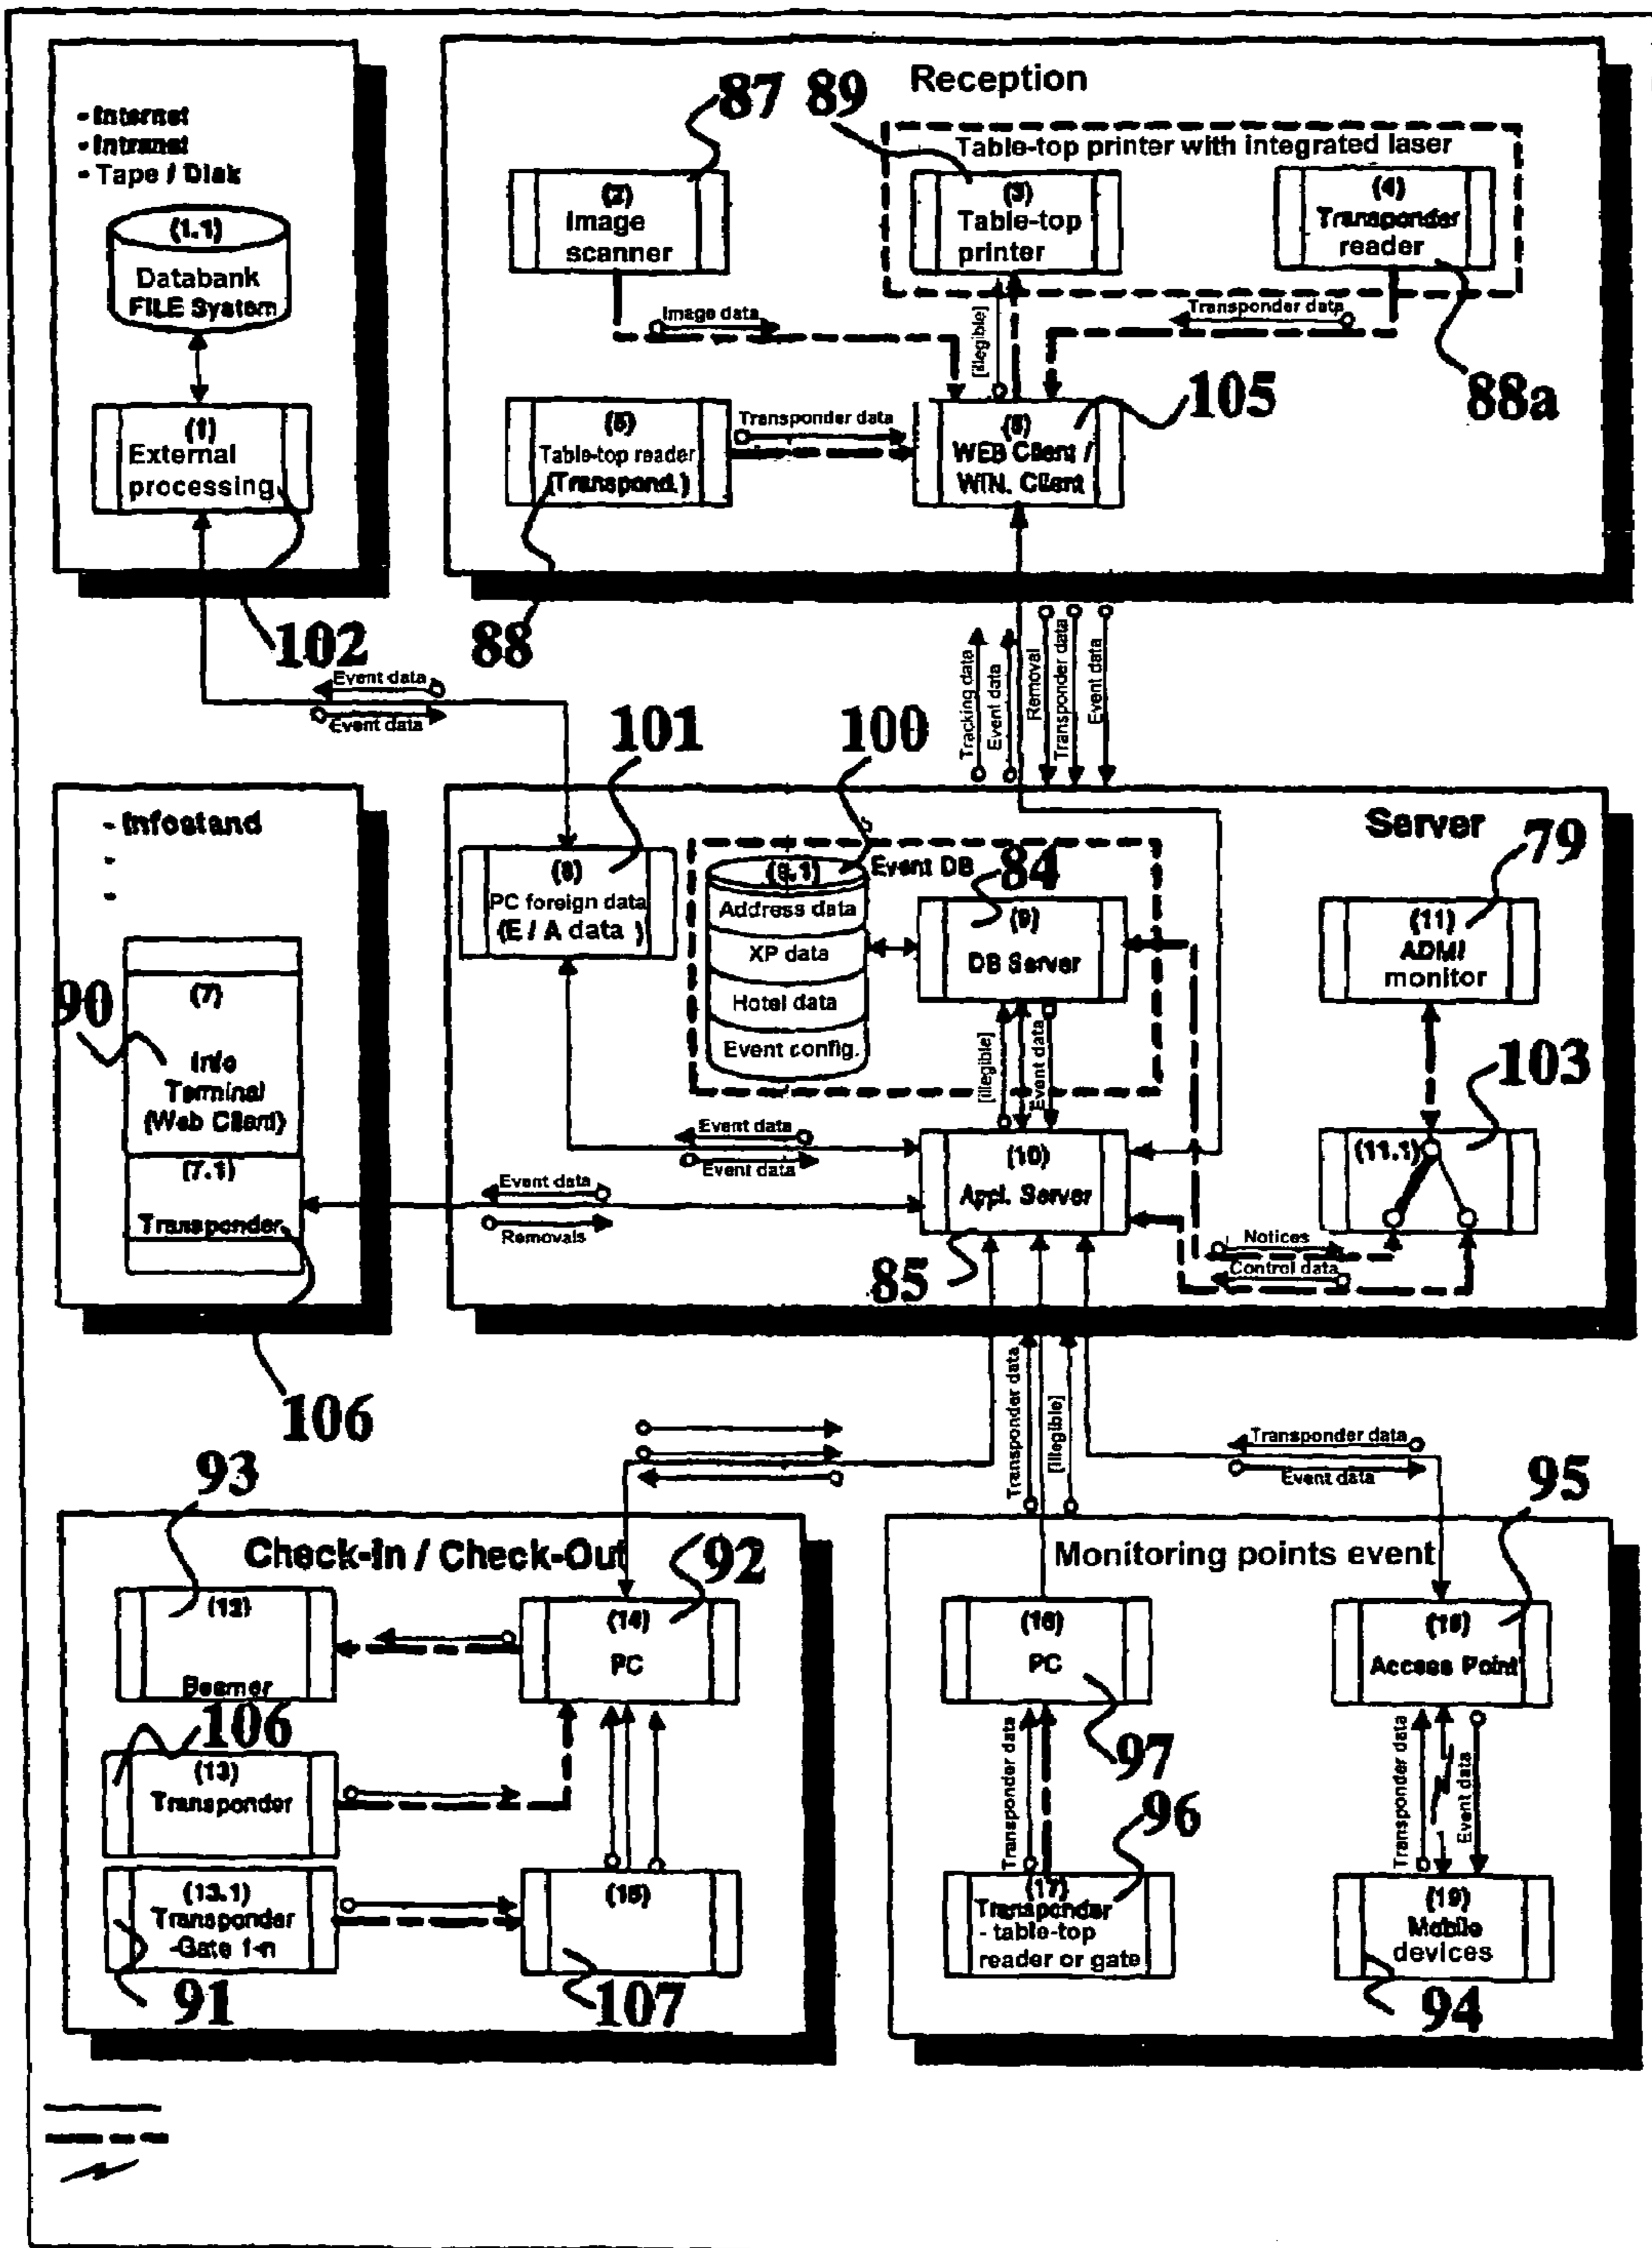 - Internet
- Intranet
- Tape / Disk
(1.1)
Databank
FILE System
(1)
External
processing
102
Reception
87
89
Table-top printer with integrated laser
(2)
Image
scanner
(3)
Table-top
printer
(4)
Transponder
reader
Image data
[illegible]
Transponder data
88a
105
(5)
Table-top reader
(Transpond.)
Transponder data
WEB Client /
WIN. Client
88
Event data
Event data
Tracking data
Event data
Removal
Transponder data
Event data
- Infostand
-
-
90
(7)
Info
Terminal
(Web Client)
(7.1)
Transponder
106
Server
101
100
84
79
(8)
PC foreign data
(E / A data )
Event DB
Address data
XP data
Hotel data
Event config.
(9)
DB Server
(11)
ADMI
monitor
103
(11.1)
[illegible]
Event data
Event data
Event data
Event data
Removals
(10)
Appl. Server
85
Notices
Control data
Transponder data
[illegible]
Transponder data
Event data
93
Check-In / Check-Out
92
(12)
Beamer
106
(13)
Transponder
(13.1)
Transponder
-Gate 1-n
91
(14)
PC
(15)
107
95
Monitoring points event
(16)
PC
97
Transponder data
96
(17)
Transponder
- table-top
reader or gate
Access Point
Transponder data
Event data
(19)
Mobile
devices
94